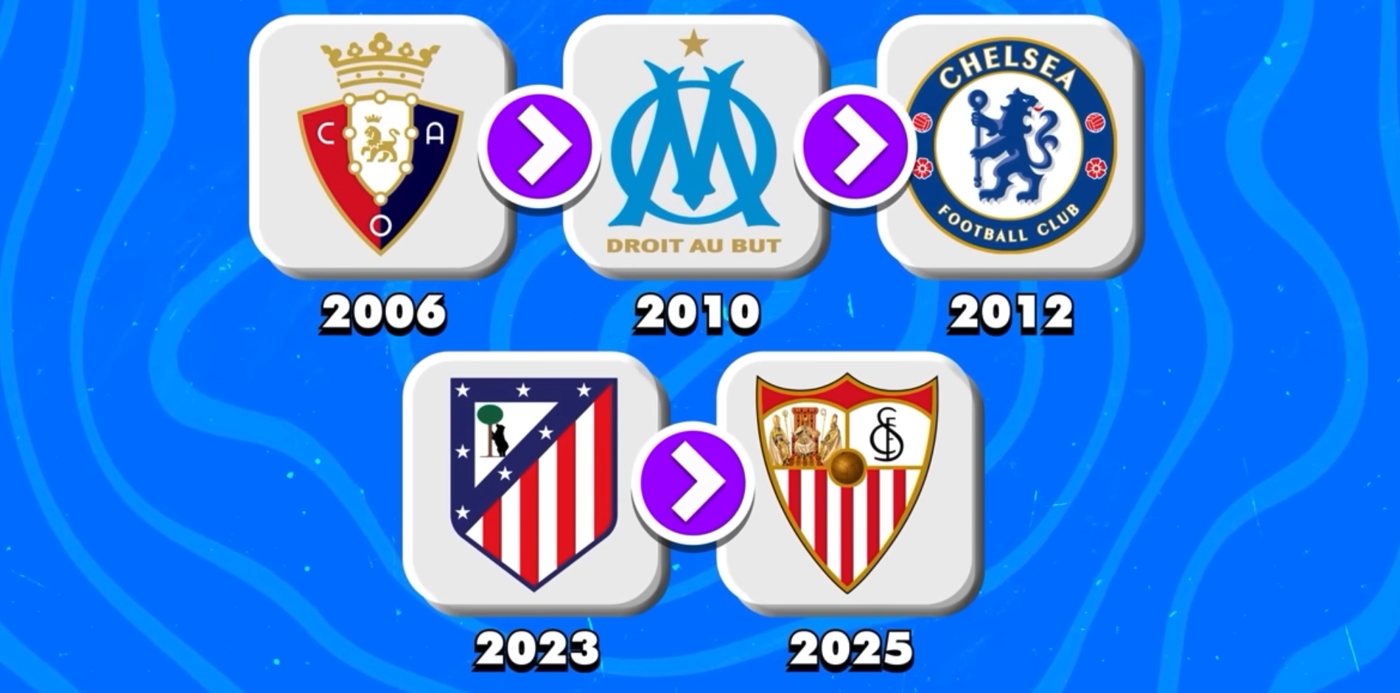 C A
O
DROIT AU BUT
CHELSEA
FOOTBALL CLUB
2006
2010
2012
2023
2025